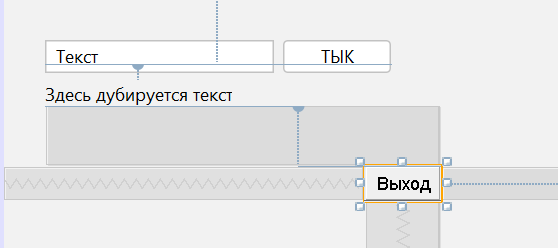 Текст
ТЫК
Здесь дубируется текст
Выход